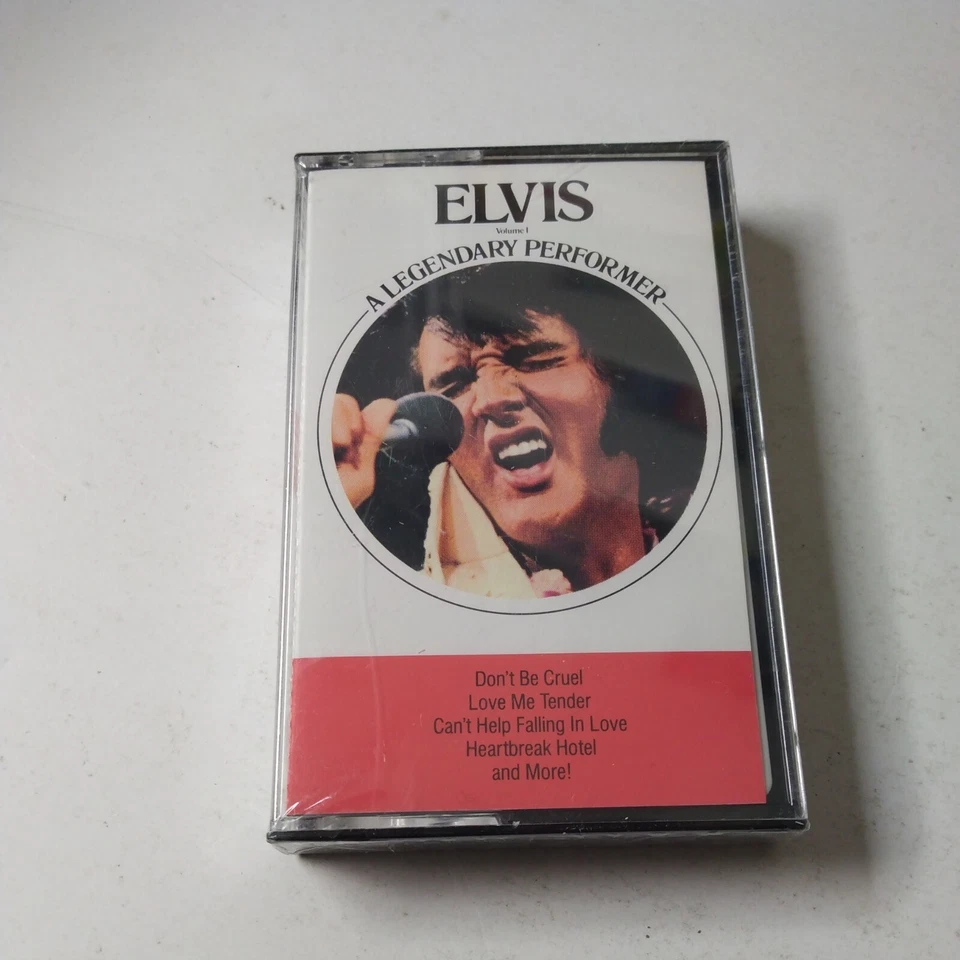 ELVIS
Volume 1
A LEGENDARY PERFORMER
Don't Be Cruel
Love Me Tender
Can't Help Falling In Love
Heartbreak Hotel
and More!